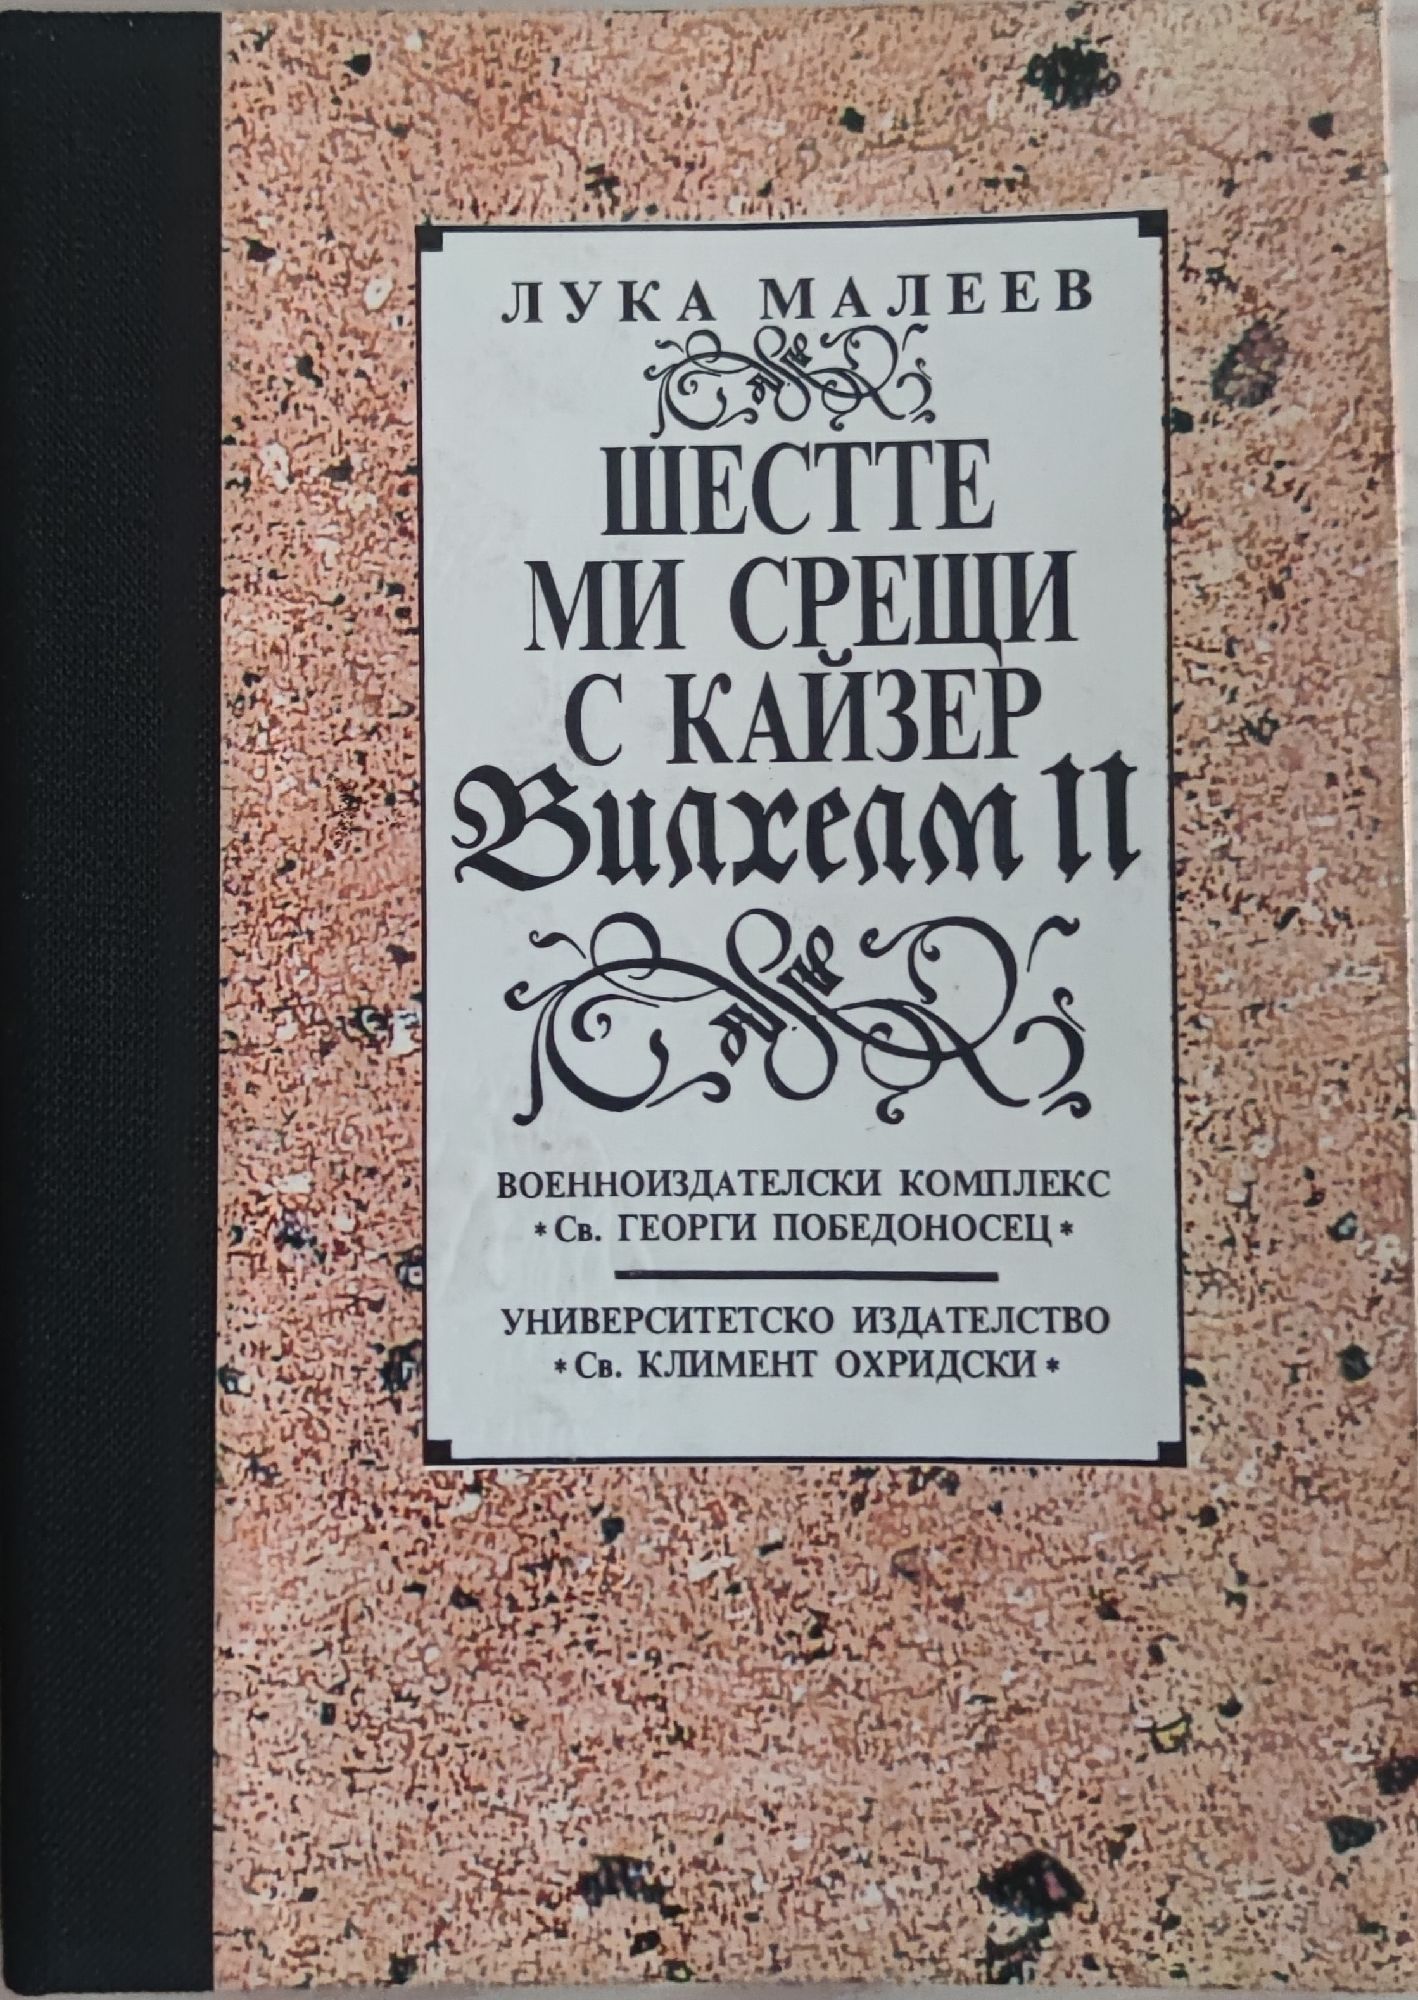 ЛУКА МАЛЕЕВ
ШЕСТТЕ
МИ СРЕЩИ
С КАЙЗЕР
Вилхелм II
ВОЕННОИЗДАТЕЛСКИ КОМПЛЕКС
* Св. ГЕОРГИ ПОБЕДОНОСЕЦ *
УНИВЕРСИТЕТСКО ИЗДАТЕЛСТВО
* Св. КЛИМЕНТ ОХРИДСКИ *